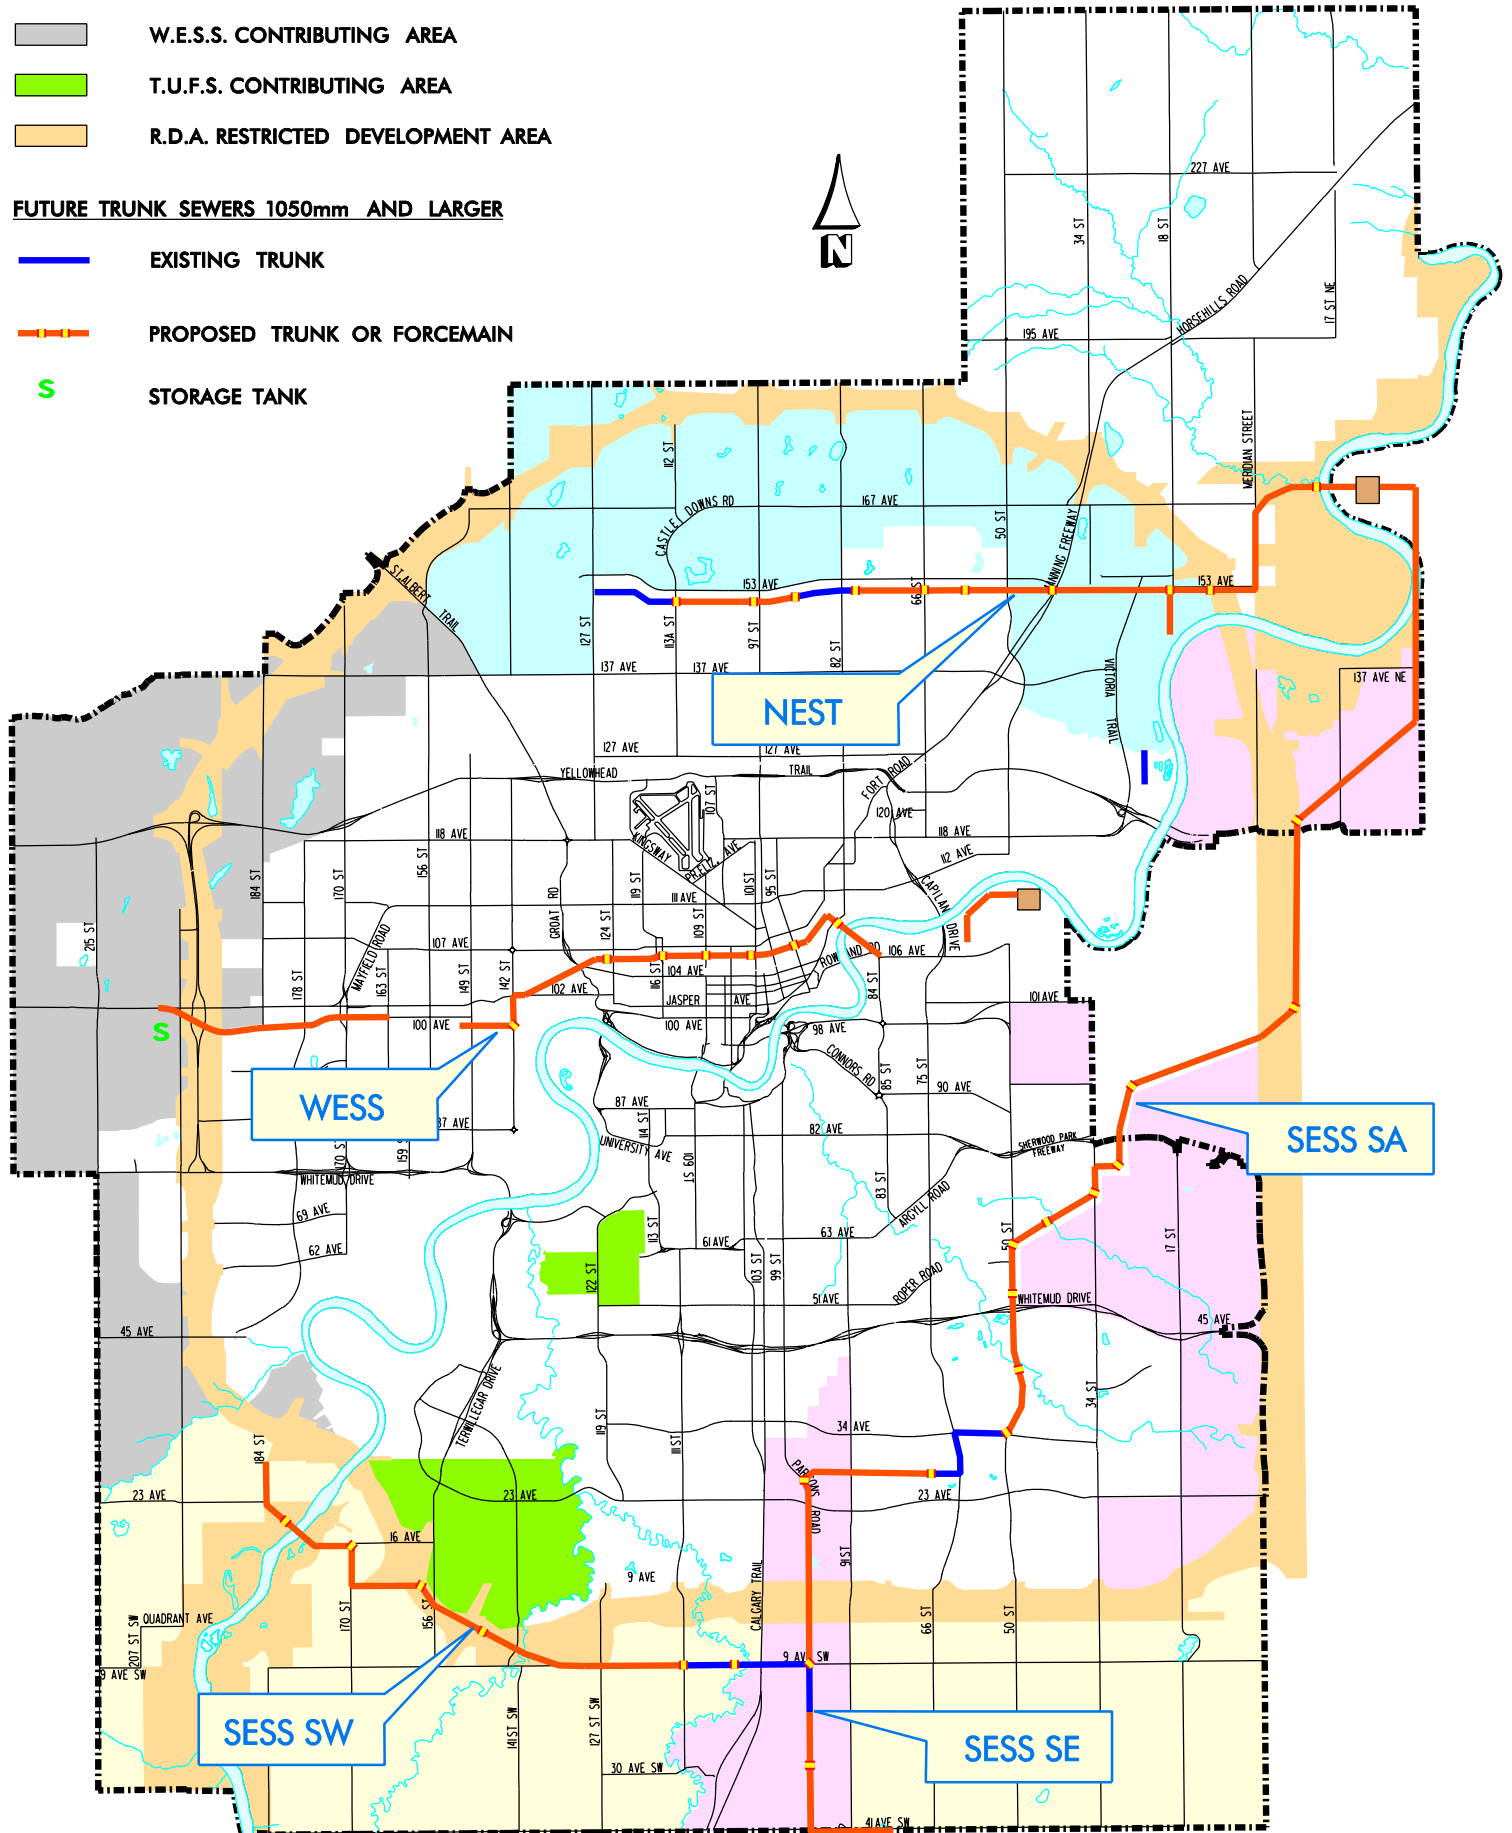 W.E.S.S. CONTRIBUTING AREA
T.U.F.S. CONTRIBUTING AREA
R.D.A. RESTRICTED DEVELOPMENT AREA
FUTURE TRUNK SEWERS 1050mm AND LARGER
EXISTING TRUNK
PROPOSED TRUNK OR FORCEMAIN
S
STORAGE TANK
N
227 AVE
34 ST
18 ST
HORSEHILLS ROAD
17 ST NE
195 AVE
MERIDIAN STREET
112 ST
CASTLE DOWNS RD
167 AVE
50 ST
MANNING FREEWAY
ST.ALBERT TRAIL
153 AVE
66 ST
153 AVE
127 ST
113A ST
97 ST
82 ST
137 AVE
137 AVE
VICTORIA TRAIL
137 AVE NE
NEST
127 AVE
127 AVE
YELLOWHEAD
TRAIL
FORT ROAD
107 ST
120 AVE
118 AVE
KINGSWAY
118 AVE
112 AVE
156 ST
184 ST
170 ST
119 ST
101 ST
95 ST
CAPILANO DRIVE
GROAT RD
111 AVE
215 ST
MAYFIELD ROAD
107 AVE
124 ST
109 ST
ROWLAND RD
106 AVE
178 ST
163 ST
149 ST
142 ST
116 ST
104 AVE
84 ST
102 AVE
JASPER AVE
101 AVE
S
100 AVE
100 AVE
98 AVE
CONNORS RD
85 ST
75 ST
90 AVE
WESS
87 AVE
87 AVE
114 ST
82 AVE
SHERWOOD PARK
FREEWAY
SESS SA
UNIVERSITY AVE
109 ST
170 ST
159 ST
WHITEMUD DRIVE
83 ST
ARGYLL ROAD
69 AVE
113 ST
63 AVE
50 ST
17 ST
62 AVE
61 AVE
103 ST
99 ST
122 ST
ROPER ROAD
51 AVE
WHITEMUD DRIVE
45 AVE
45 AVE
TERWILLEGAR DRIVE
34 ST
119 ST
111 ST
34 AVE
184 ST
PARSONS ROAD
23 AVE
23 AVE
23 AVE
16 AVE
91 ST
9 AVE
CALGARY TRAIL
QUADRANT AVE
207 ST SW
170 ST
156 ST
66 ST
50 ST
9 AVE SW
9 AVE SW
SESS SW
141 ST SW
127 ST SW
SESS SE
30 AVE SW
41 AVE SW